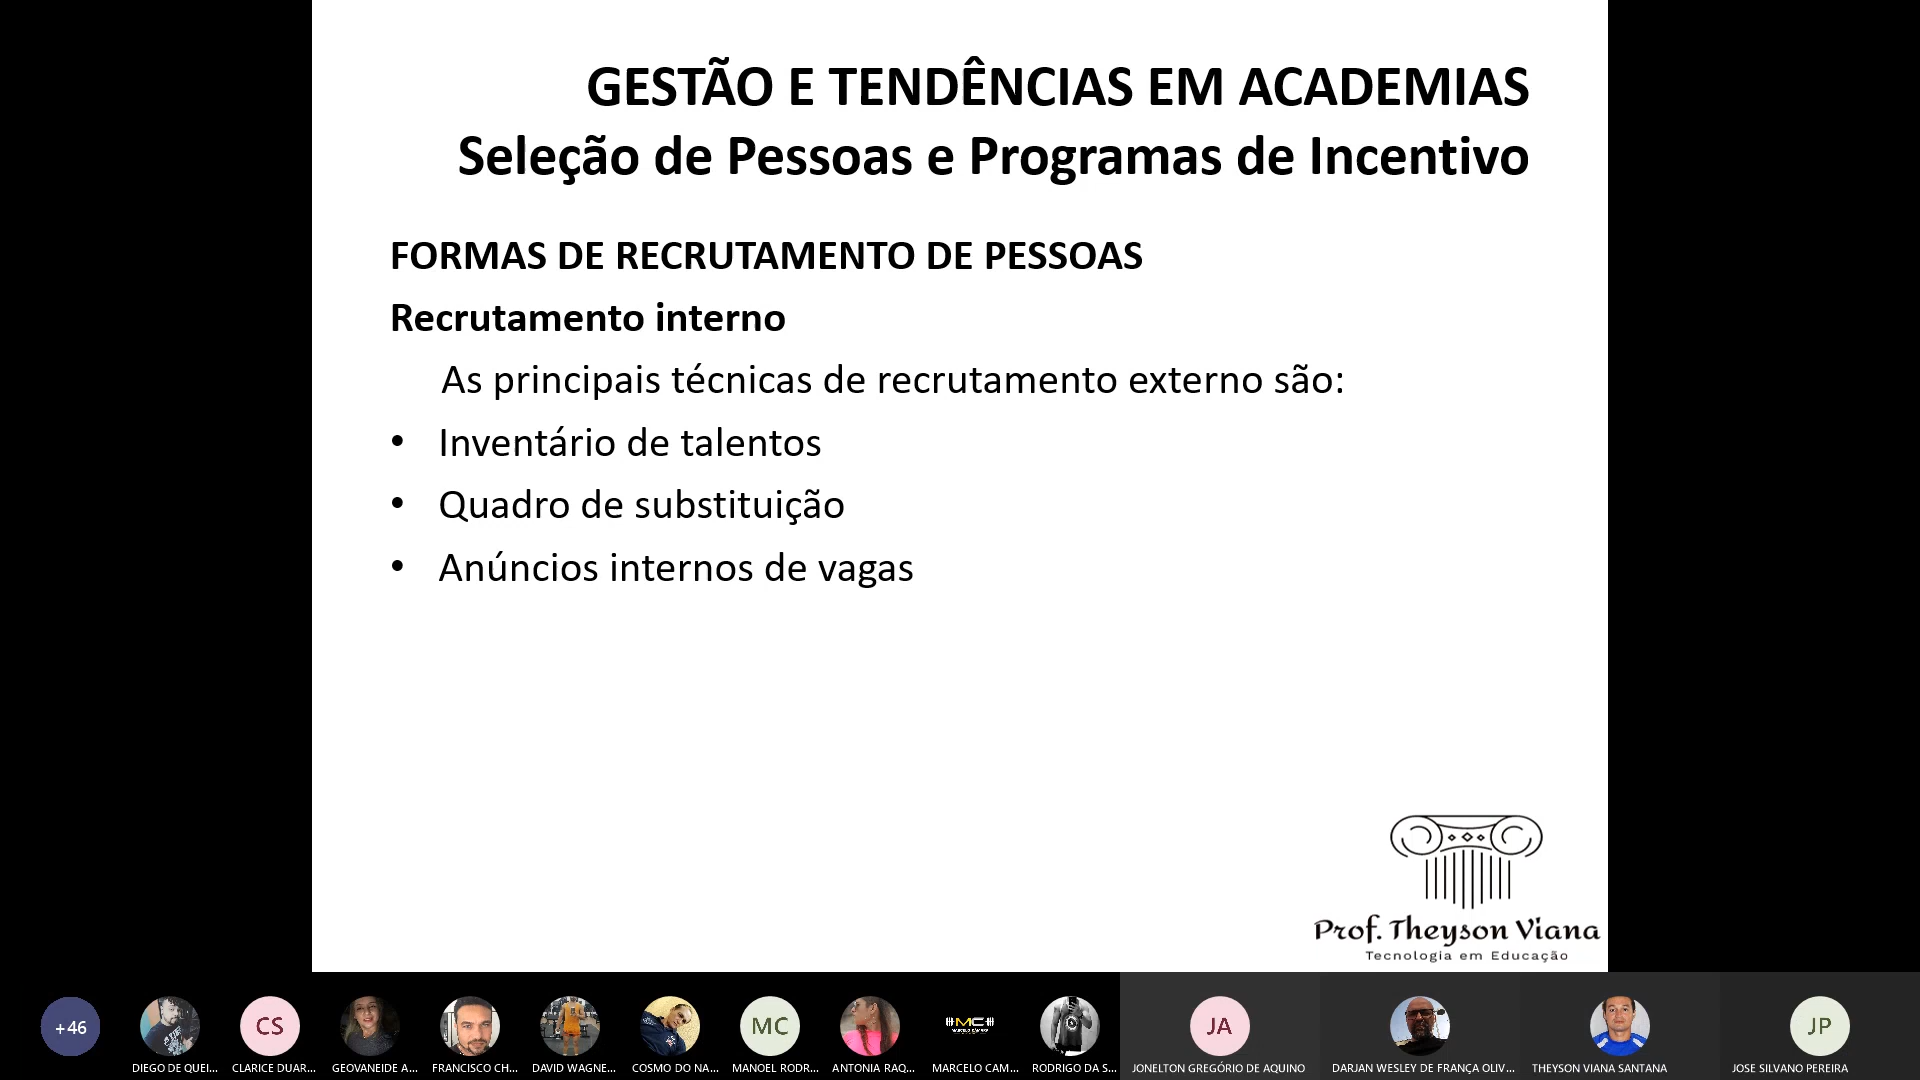 GESTÃO E TENDÊNCIAS EM ACADEMIAS
Seleção de Pessoas e Programas de Incentivo
FORMAS DE RECRUTAMENTO DE PESSOAS
Recrutamento interno
As principais técnicas de recrutamento externo são:
• Inventário de talentos
• Quadro de substituição
• Anúncios internos de vagas
Prof. Theyson Viana
Tecnologia em Educação
+46
CS
MC
MC
JA
JP
DIEGO DE QUEI...
CLARICE DUAR...
GEOVANEIDE A...
FRANCISCO CH...
DAVID WAGNE...
COSMO DO NA...
MANOEL RODR...
ANTONIA RAQ...
MARCELO CAM...
RODRIGO DA S...
JONELTON GREGÓRIO DE AQUINO
DARJAN WESLEY DE FRANÇA OLIV...
THEYSON VIANA SANTANA
JOSE SILVANO PEREIRA